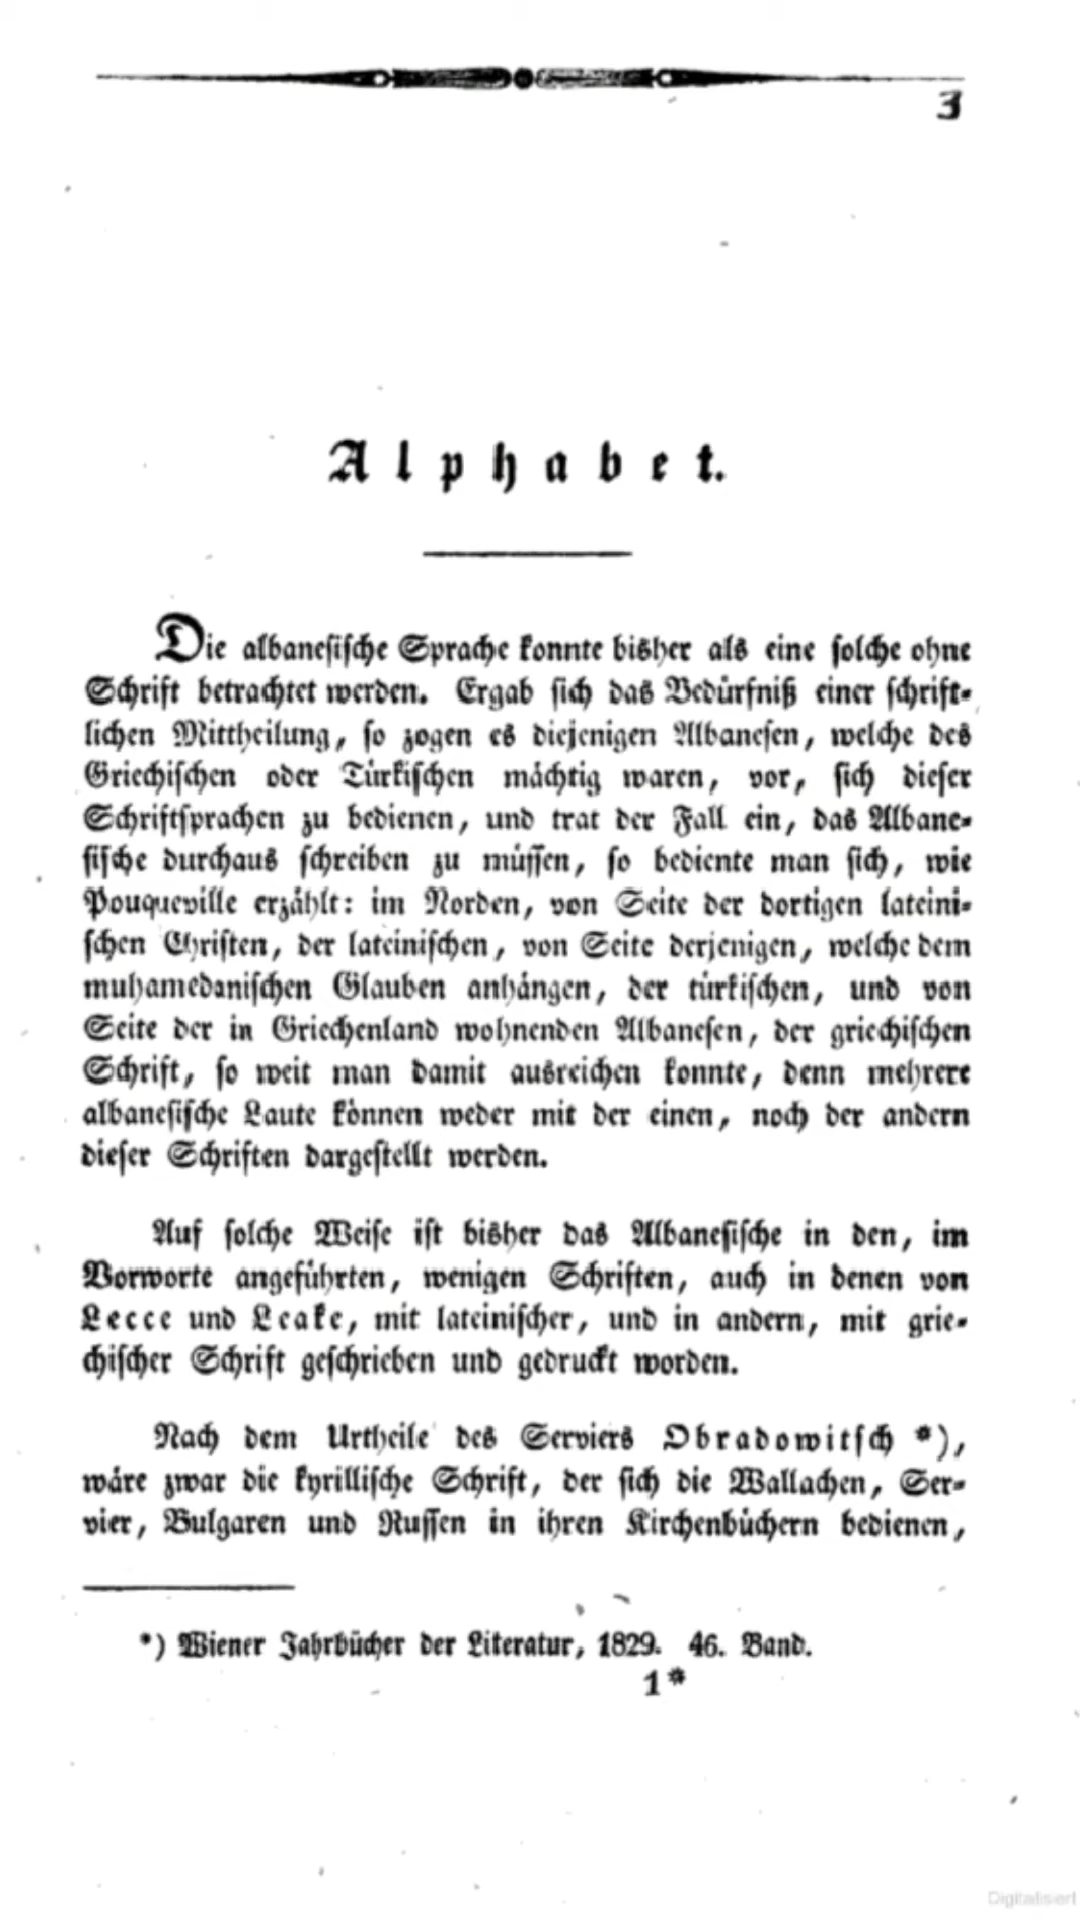 3
Alphabet.
Die albanesische Sprache konnte bisher als eine solche ohne
Schrift betrachtet werden. Ergab sich das Bedürfniß einer schrift-
lichen Mittheilung, so zogen es diejenigen Albanesen, welche des
Griechischen oder Türkischen mächtig waren, vor, sich dieser
Schriftsprachen zu bedienen, und trat der Fall ein, das Albane-
sische durchaus schreiben zu müssen, so bediente man sich, wie
Pouqueville erzählt: im Norden, von Seite der dortigen lateini-
schen Christen, der lateinischen, von Seite derjenigen, welche dem
muhamedanischen Glauben anhängen, der türkischen, und von
Seite der in Griechenland wohnenden Albanesen, der griechischen
Schrift, so weit man damit ausreichen konnte, denn mehrere
albanesische Laute können weder mit der einen, noch der andern
dieser Schriften dargestellt werden.
Auf solche Weise ist bisher das Albanesische in den, im
Vorworte angeführten, wenigen Schriften, auch in denen von
Lecce und Leake, mit lateinischer, und in andern, mit grie-
chischer Schrift geschrieben und gedruckt worden.
Nach dem Urtheile des Serviers Obradowitsch *),
wäre zwar die kyrillische Schrift, der sich die Wallachen, Ser-
vier, Bulgaren und Russen in ihren Kirchenbüchern bedienen,
*) Wiener Jahrbücher der Literatur, 1829. 46. Band.
1*
Digitalisiert